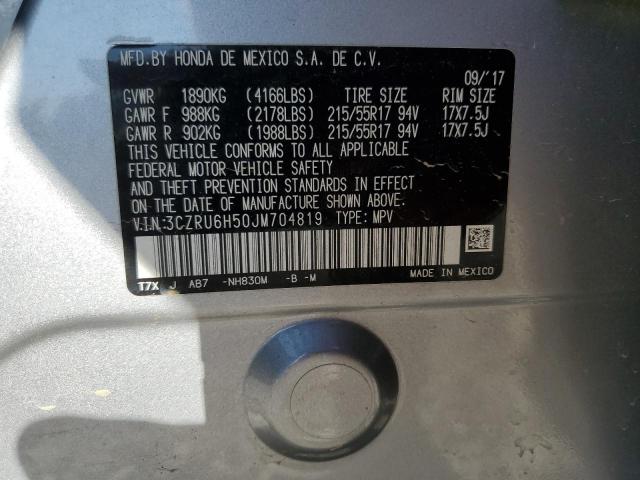 MFD.BY HONDA DE MEXICO S.A. DE C.V.
09/'17
GVWR 1890KG (4166LBS) TIRE SIZE RIM SIZE
GAWR F 988KG (2178LBS) 215/55R17 94V 17X7.5J
GAWR R 902KG (1988LBS) 215/55R17 94V 17X7.5J
THIS VEHICLE CONFORMS TO ALL APPLICABLE
FEDERAL MOTOR VEHICLE SAFETY
AND THEFT PREVENTION STANDARDS IN EFFECT
ON THE DATE OF MANUFACTURE SHOWN ABOVE.
V.I.N:3CZRU6H50JM704819 TYPE: MPV
T7X J AB7 -NH830M -B -M MADE IN MEXICO